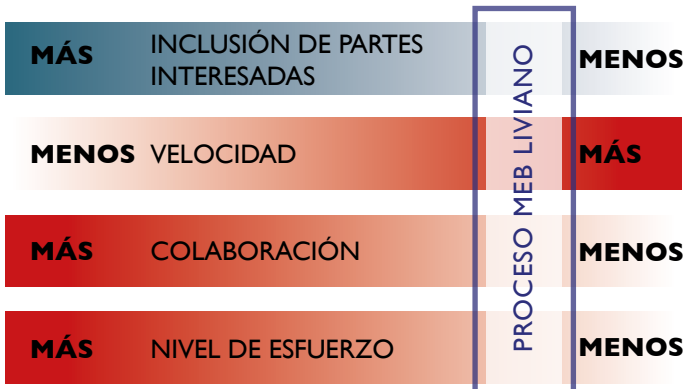 MÁS INCLUSIÓN DE PARTES INTERESADAS MENOS
MENOS VELOCIDAD MÁS
MÁS COLABORACIÓN MENOS
MÁS NIVEL DE ESFUERZO MENOS
PROCESO MEB LIVIANO